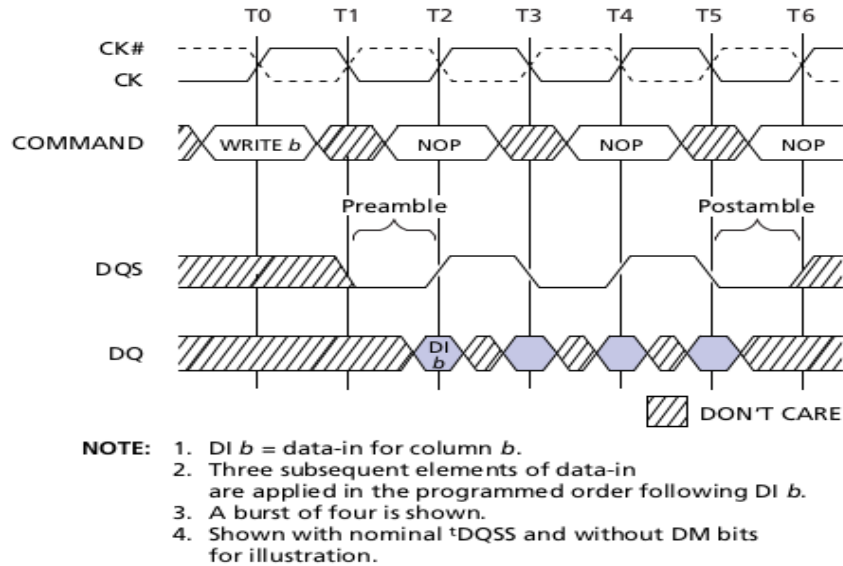 T0 T1 T2 T3 T4 T5 T6
CK#
CK
COMMAND WRITE b NOP NOP NOP
Preamble Postamble
DQS
DQ DI
b
DON'T CARE
NOTE: 1. DI b = data-in for column b.
2. Three subsequent elements of data-in
are applied in the programmed order following DI b.
3. A burst of four is shown.
4. Shown with nominal tDQSS and without DM bits
for illustration.